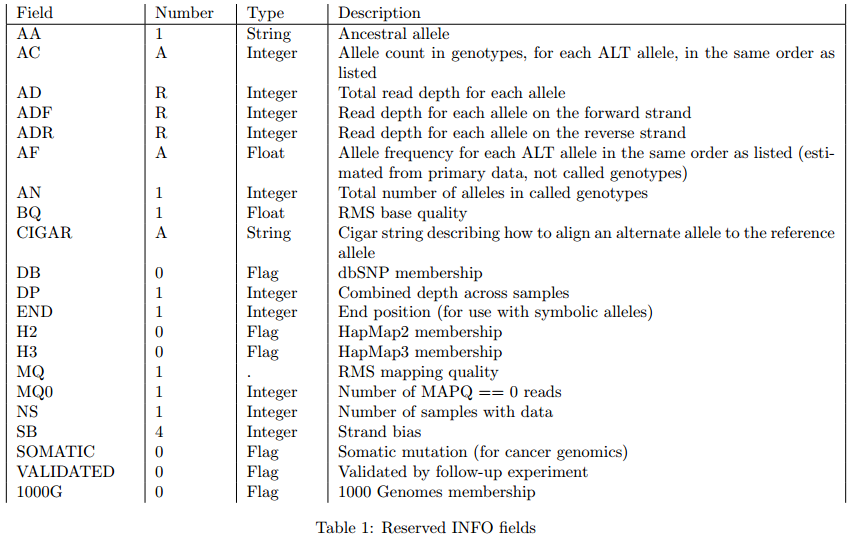 Field Number Type Description
AA 1 String Ancestral allele
AC A Integer Allele count in genotypes, for each ALT allele, in the same order as
listed
AD R Integer Total read depth for each allele
ADF R Integer Read depth for each allele on the forward strand
ADR R Integer Read depth for each allele on the reverse strand
AF A Float Allele frequency for each ALT allele in the same order as listed (esti-
mated from primary data, not called genotypes)
AN 1 Integer Total number of alleles in called genotypes
BQ 1 Float RMS base quality
CIGAR A String Cigar string describing how to align an alternate allele to the reference
allele
DB 0 Flag dbSNP membership
DP 1 Integer Combined depth across samples
END 1 Integer End position (for use with symbolic alleles)
H2 0 Flag HapMap2 membership
H3 0 Flag HapMap3 membership
MQ 1 . RMS mapping quality
MQ0 1 Integer Number of MAPQ == 0 reads
NS 1 Integer Number of samples with data
SB 4 Integer Strand bias
SOMATIC 0 Flag Somatic mutation (for cancer genomics)
VALIDATED 0 Flag Validated by follow-up experiment
1000G 0 Flag 1000 Genomes membership
Table 1: Reserved INFO fields